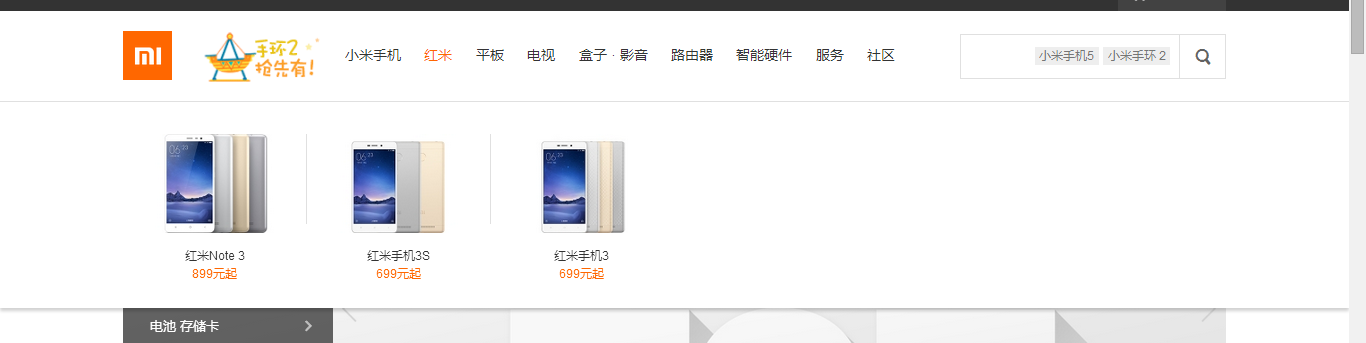 mi
手环2
抢先有!
小米手机 红米 平板 电视 盒子 · 影音 路由器 智能硬件 服务 社区
小米手机5 小米手环 2
红米Note 3 红米手机3S 红米手机3
899元起 699元起 699元起
电池 存储卡